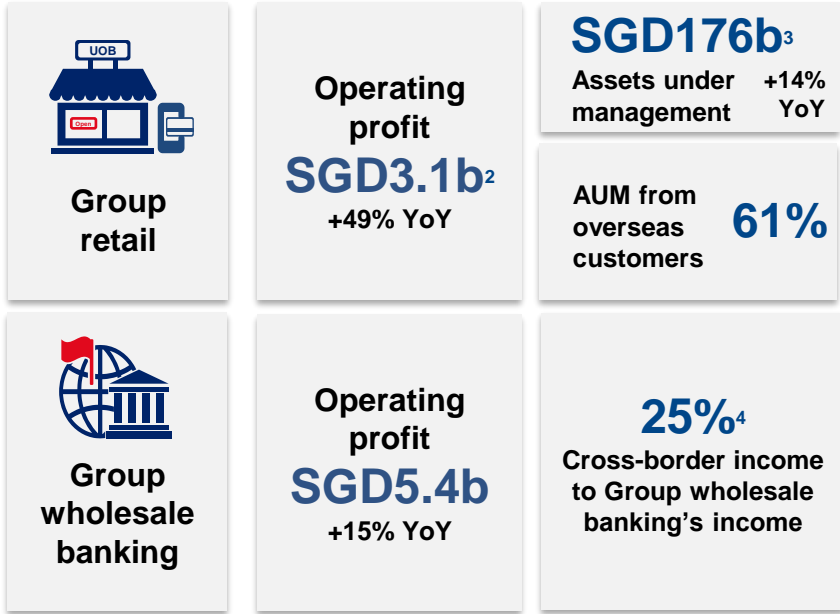 UOB
Open
Group
retail
Operating
profit
SGD3.1b2
+49% YoY
SGD176b3
Assets under
management
+14%
YoY
AUM from
overseas
customers
61%
Group
wholesale
banking
Operating
profit
SGD5.4b
+15% YoY
25%4
Cross-border income
to Group wholesale
banking's income